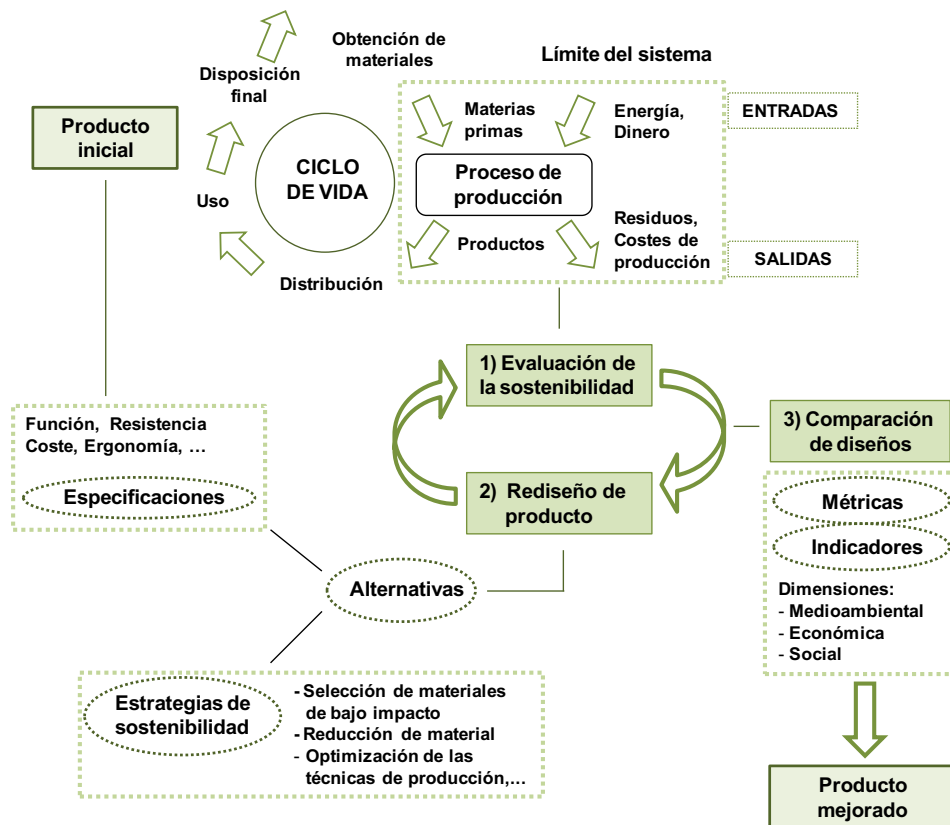 Obtención de
materiales
Límite del sistema
Disposición
final
Producto
inicial
Materias
primas
Energía,
Dinero
ENTRADAS
CICLO
DE VIDA
Proceso de
producción
Uso
Productos
Residuos,
Costes de
producción
SALIDAS
Distribución
1) Evaluación de
la sostenibilidad
Función, Resistencia
Coste, Ergonomía, ...
Especificaciones
3) Comparación
de diseños
2) Rediseño de
producto
Métricas
Indicadores
Dimensiones:
- Medioambiental
- Económica
- Social
Alternativas
Estrategias de
sostenibilidad
- Selección de materiales
de bajo impacto
- Reducción de material
- Optimización de las
técnicas de producción,...
Producto
mejorado